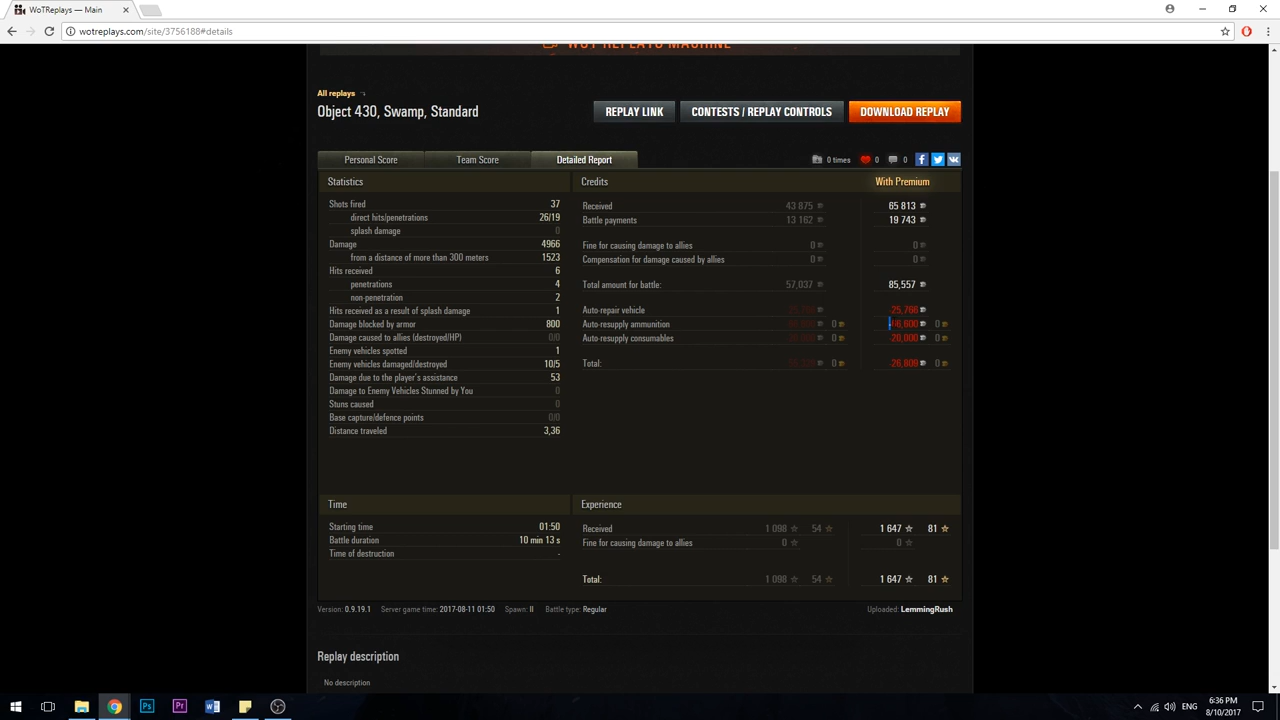 WoTReplays — Main
wotreplays.com/site/3756188#details
WOT REPLAYS MACHINE
All replays
Object 430, Swamp, Standard
REPLAY LINK
CONTESTS / REPLAY CONTROLS
DOWNLOAD REPLAY
Personal Score
Team Score
Detailed Report
0 times
0
0
Statistics
Shots fired 37
direct hits/penetrations 26/19
splash damage 0
Damage 4966
from a distance of more than 300 meters 1523
Hits received 6
penetrations 4
non-penetration 2
Hits received as a result of splash damage 1
Damage blocked by armor 800
Damage caused to allies (destroyed/HP) 0/0
Enemy vehicles spotted 1
Enemy vehicles damaged/destroyed 10/5
Damage due to the player's assistance 53
Damage to Enemy Vehicles Stunned by You 0
Stuns caused 0
Base capture/defence points 0/0
Distance traveled 3,36
Credits With Premium
Received 43 875 65 813
Battle payments 13 162 19 743
Fine for causing damage to allies 0 0
Compensation for damage caused by allies 0 0
Total amount for battle: 57,037 85,557
Auto-repair vehicle -25,766
Auto-resupply ammunition 0 0
Auto-resupply consumables 0 -20,000 0
Total: 0 -26,809 0
Time
Starting time 01:50
Battle duration 10 min 13 s
Time of destruction -
Experience
Received 1 098 54 1 647 81
Fine for causing damage to allies 0 0
Total: 1 098 54 1 647 81
Version: 0.9.19.1 Server game time: 2017-08-11 01:50 Spawn: II Battle type: Regular Uploaded: LemmingRush
Replay description
No description
ENG
6:36 PM
8/10/2017